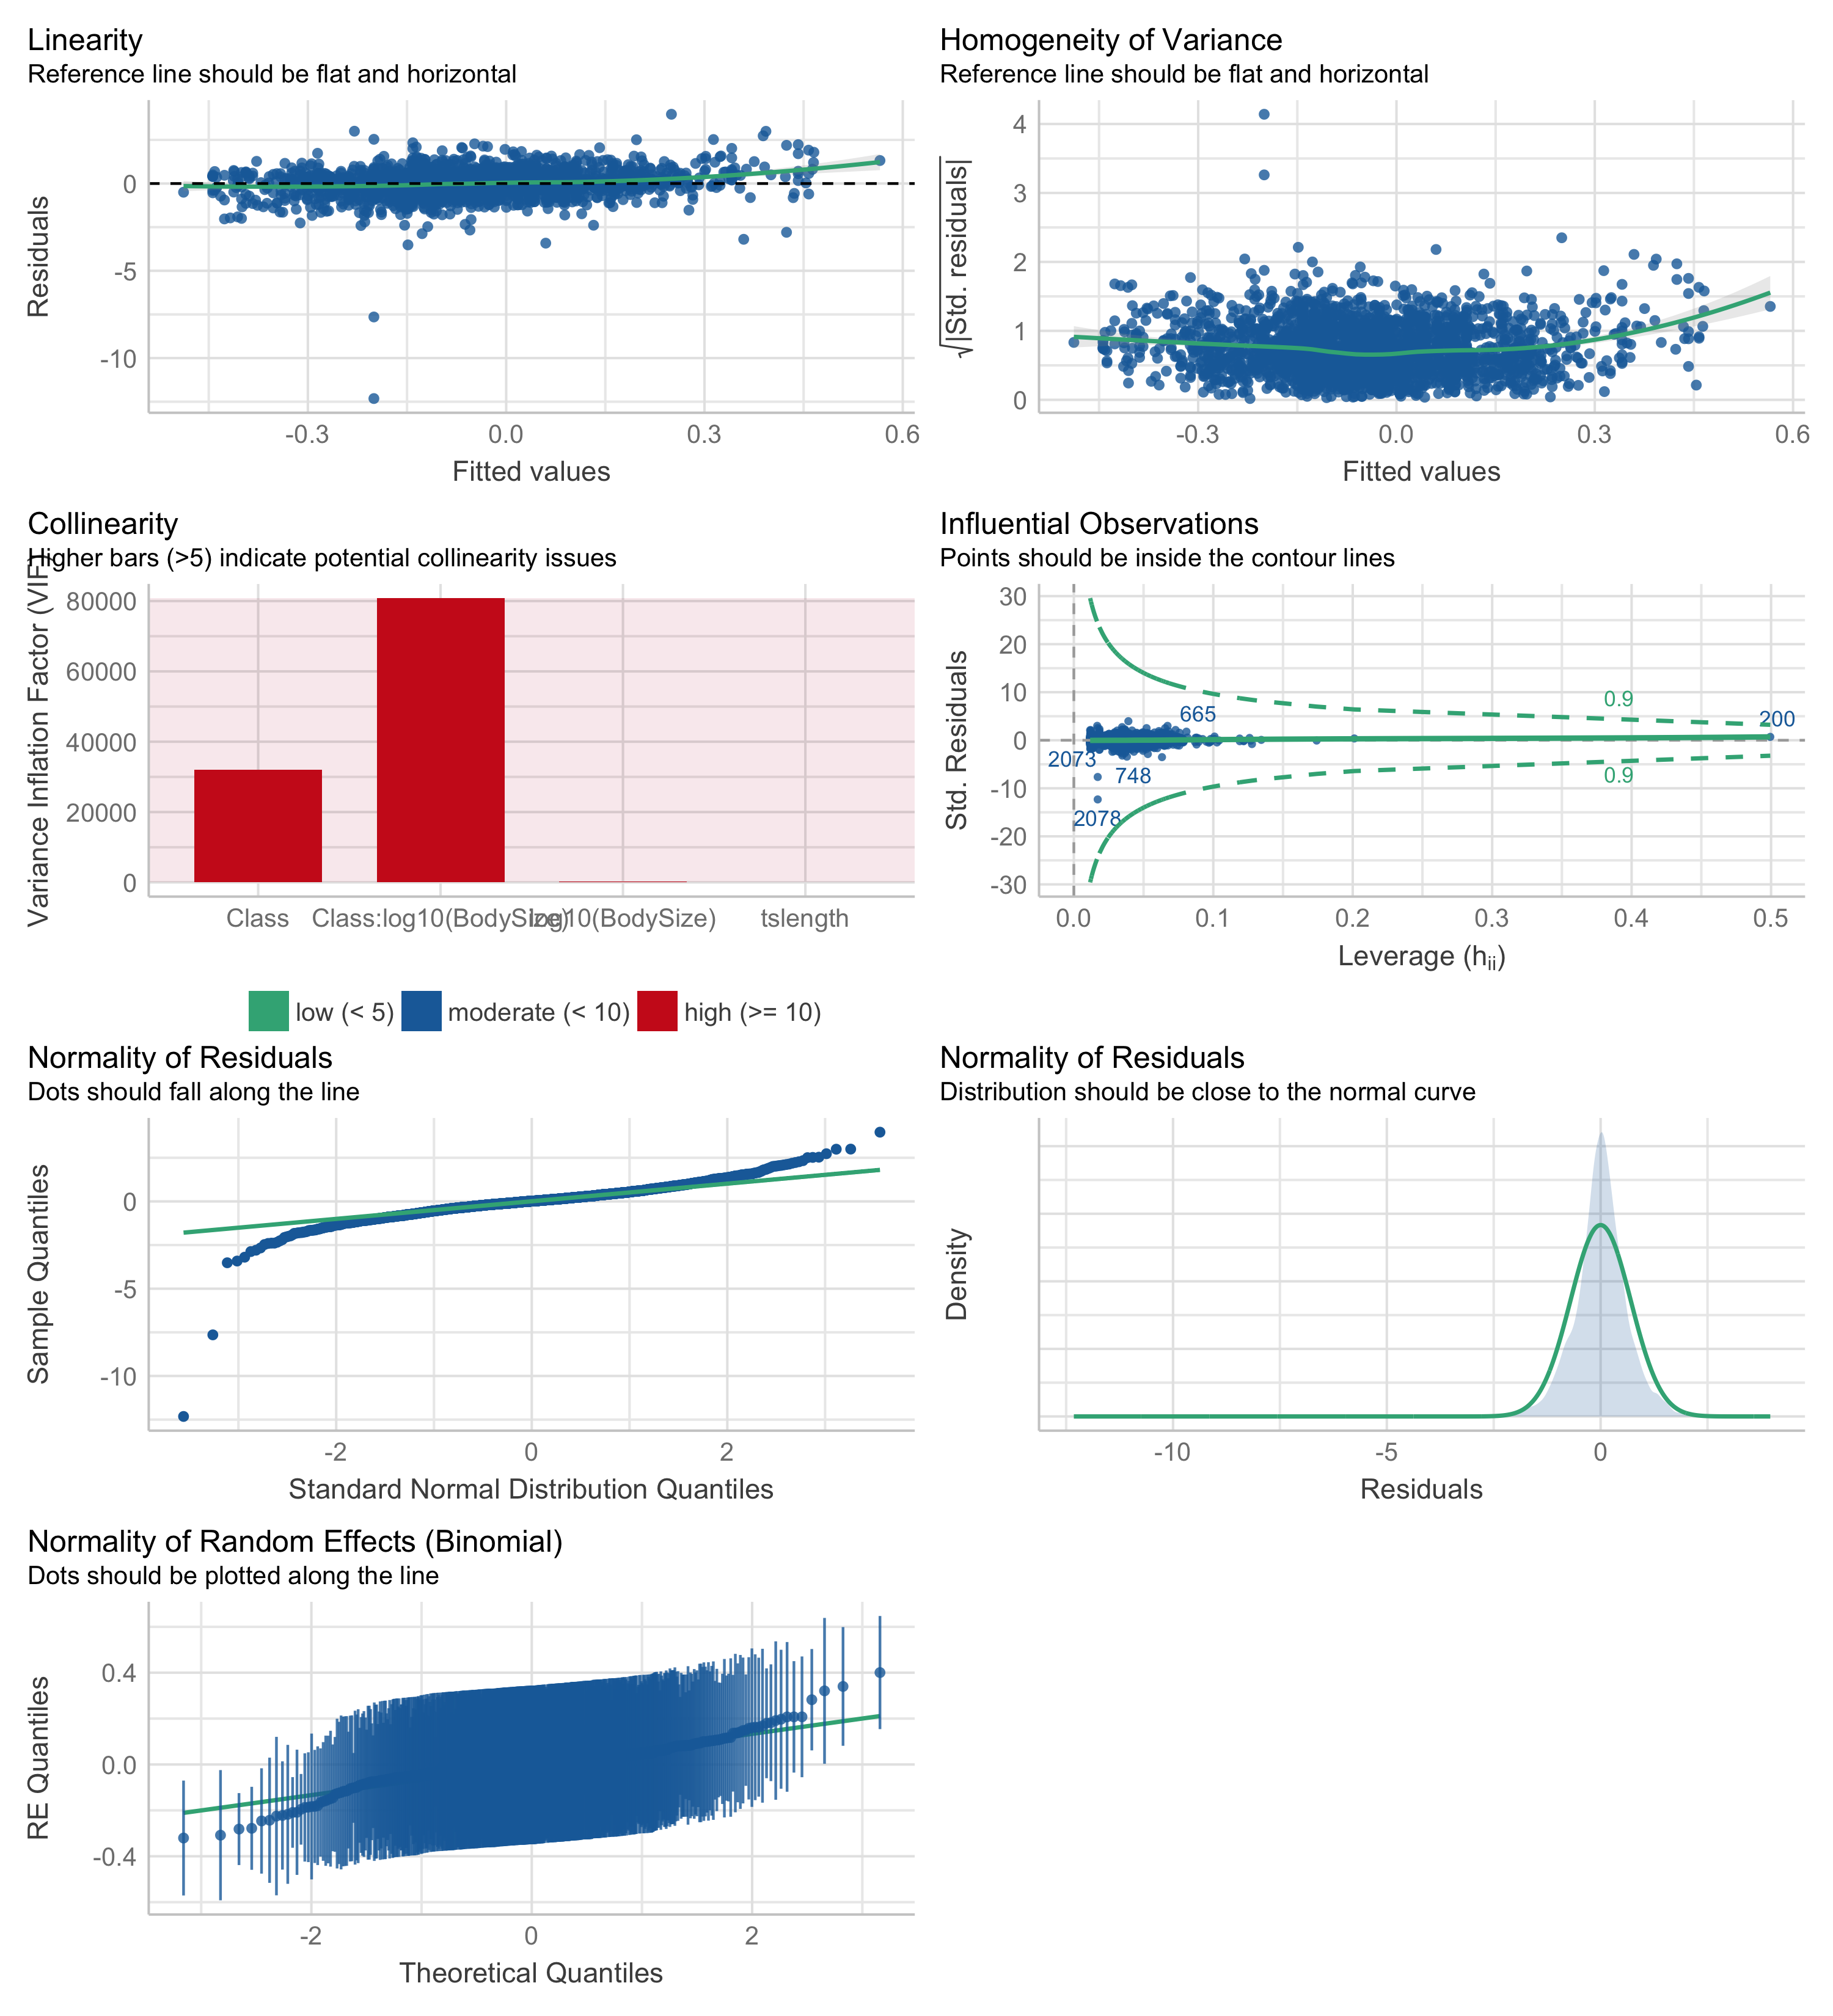 Linearity
Reference line should be flat and horizontal
Residuals
0
-5
-10
-0.3 0.0 0.3 0.6
Fitted values
Homogeneity of Variance
Reference line should be flat and horizontal
√|Std. residuals|
4
3
2
1
0
-0.3 0.0 0.3 0.6
Fitted values
Collinearity
Higher bars (>5) indicate potential collinearity issues
Variance Inflation Factor (VIF)
80000
60000
40000
20000
0
Class Class:log10(BodySize) log10(BodySize) tslength
low (< 5) moderate (< 10) high (>= 10)
Influential Observations
Points should be inside the contour lines
Std. Residuals
30
20
10
0
-10
-20
-30
0.9
665
200
2073
748
0.9
2078
0.0 0.1 0.2 0.3 0.4 0.5
Leverage (hii)
Normality of Residuals
Dots should fall along the line
Sample Quantiles
0
-5
-10
-2 0 2
Standard Normal Distribution Quantiles
Normality of Residuals
Distribution should be close to the normal curve
Density
-10 -5 0
Residuals
Normality of Random Effects (Binomial)
Dots should be plotted along the line
RE Quantiles
0.4
0.0
-0.4
-2 0 2
Theoretical Quantiles